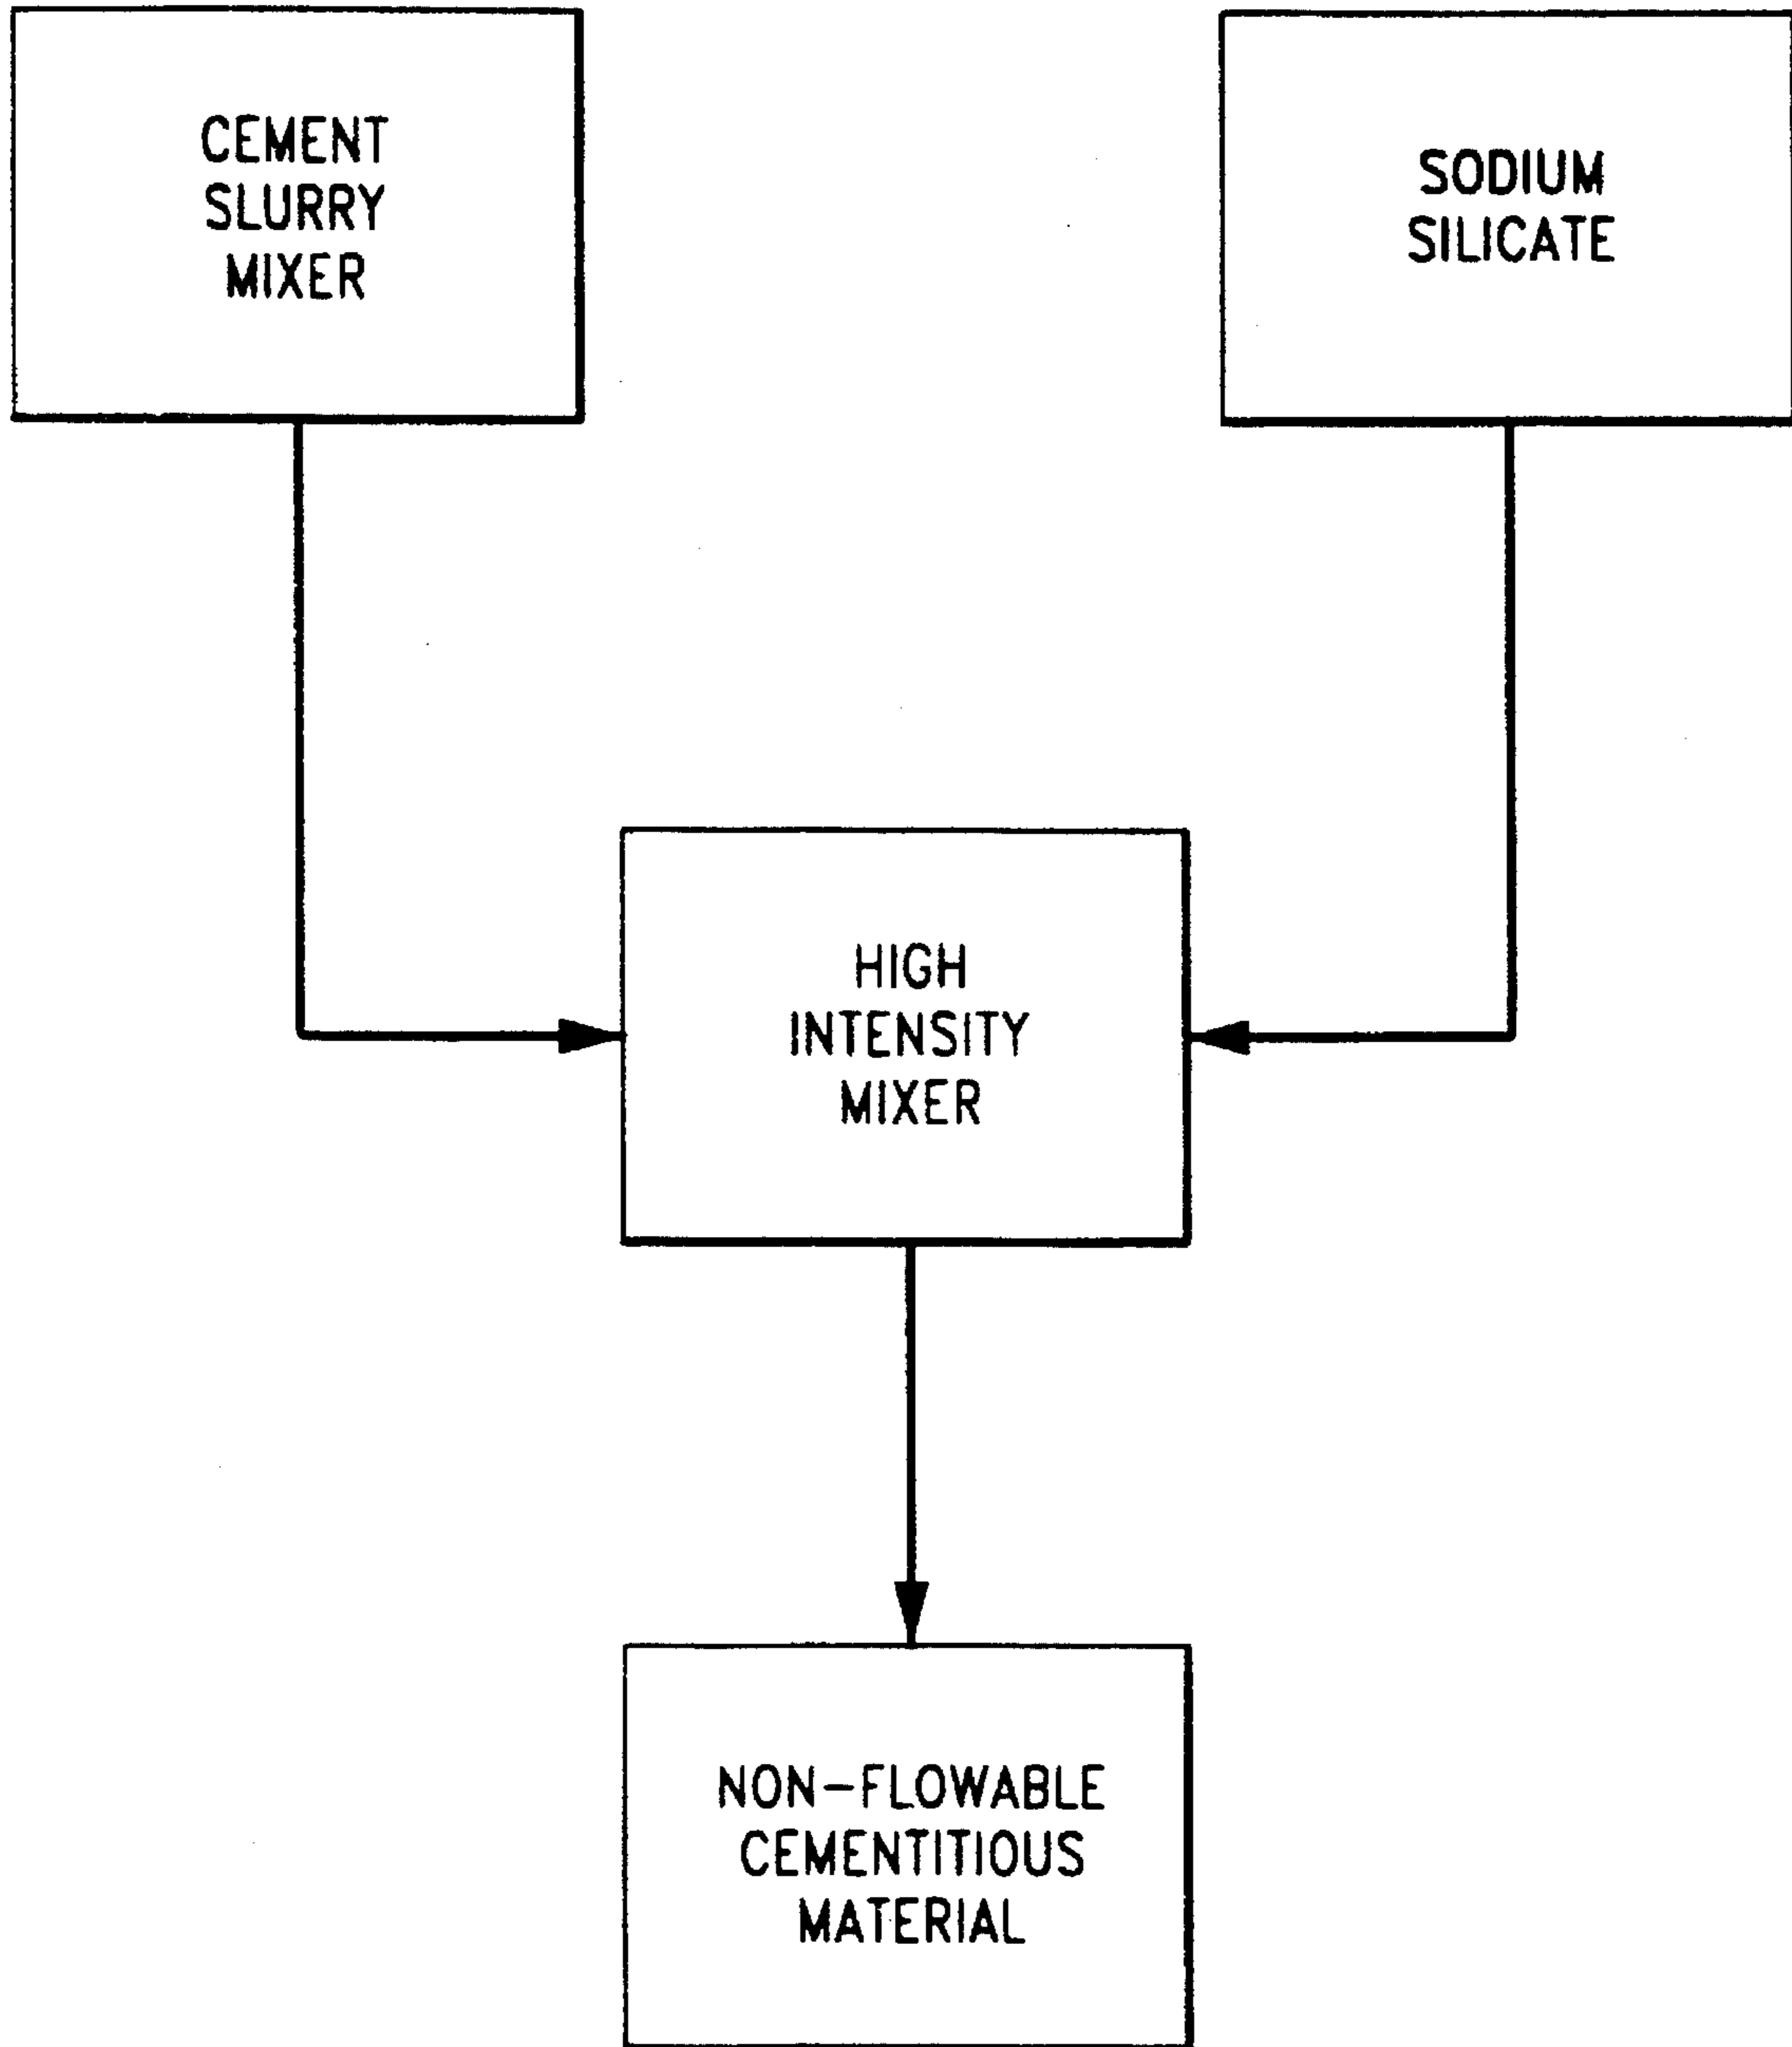 CEMENT
SLURRY
MIXER
SODIUM
SILICATE
HIGH
INTENSITY
MIXER
NON-FLOWABLE
CEMENTITIOUS
MATERIAL